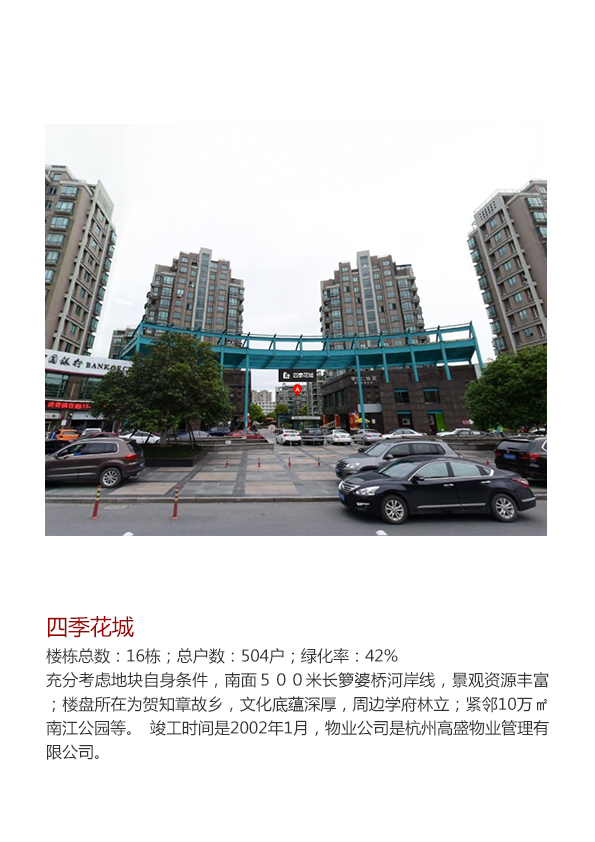 中国银行 BANK OF C
四季花城
A
四季花城
楼栋总数：16栋；总户数：504户；绿化率：42%
充分考虑地块自身条件，南面５００米长箩婆桥河岸线，景观资源丰富
；楼盘所在为贺知章故乡，文化底蕴深厚，周边学府林立；紧邻10万㎡
南江公园等。 竣工时间是2002年1月，物业公司是杭州高盛物业管理有
限公司。